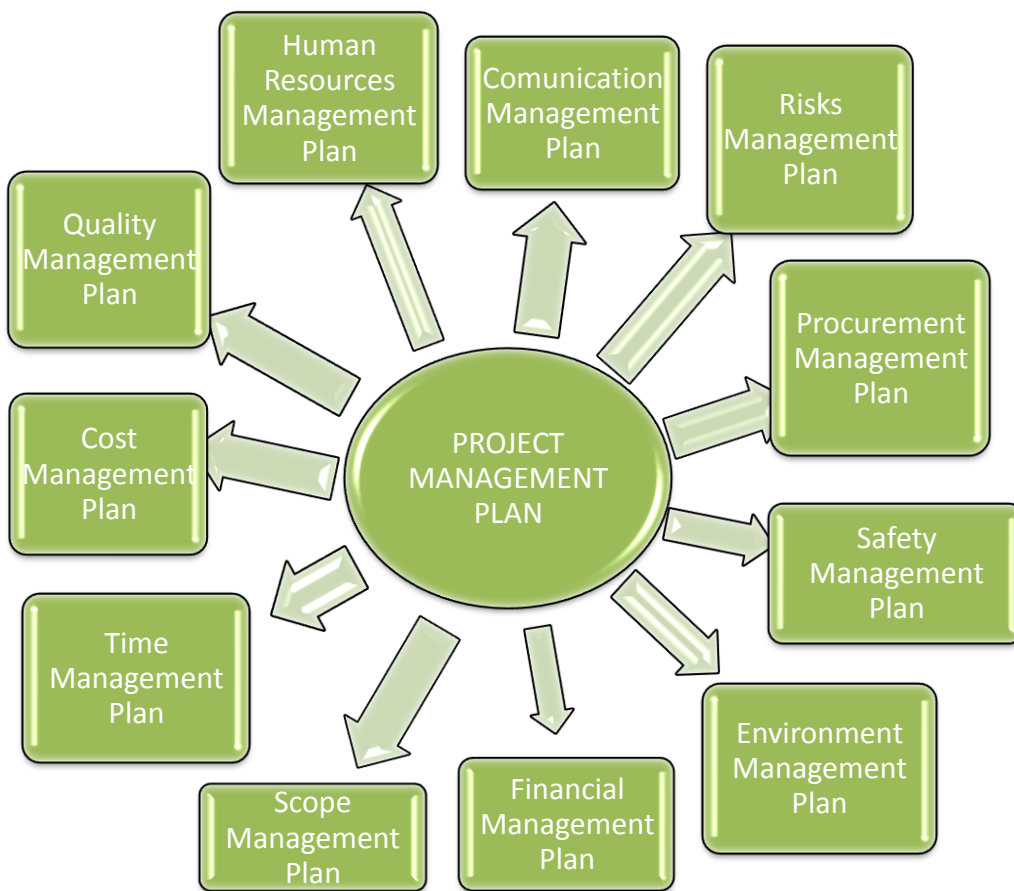 Human
Resources
Management
Plan
Comunication
Management
Plan
Risks
Management
Plan
Quality
Management
Plan
Procurement
Management
Plan
Cost
Management
Plan
PROJECT
MANAGEMENT
PLAN
Safety
Management
Plan
Time
Management
Plan
Environment
Management
Plan
Scope
Management
Plan
Financial
Management
Plan